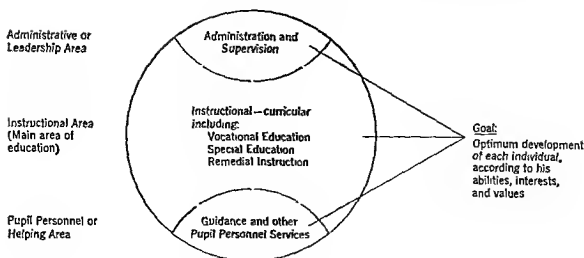 Administrative or
Leadership Area
Administration and
Supervision
Instructional Area
(Main area of
education)
Instructional—curricular
including:
Vocational Education
Special Education
Remedial Instruction
Goal:
Optimum development
of each individual,
according to his
abilities, interests,
and values
Pupil Personnel or
Helping Area
Guidance and other
Pupil Personnel Services